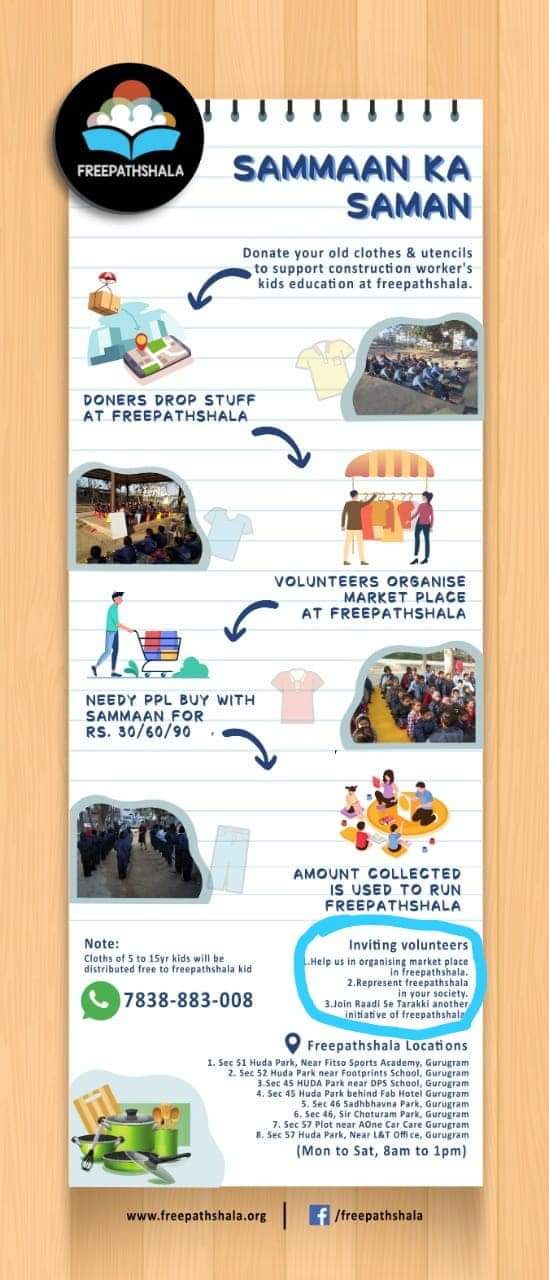 FREEPATHSHALA
SAMMAAN KA
SAMAN
Donate your old clothes & utencils
to support construction worker's
kids education at freepathshala.
DONERS DROP STUFF
AT FREEPATHSHALA
VOLUNTEERS ORGANISE
MARKET PLACE
AT FREEPATHSHALA
NEEDY PPL BUY WITH
SAMMAAN FOR
RS. 30/60/90
AMOUNT COLLECTED
IS USED TO RUN
FREEPATHSHALA
Note:
Cloths of 5 to 15yr kids will be
distributed free to freepathshala kid
7838-883-008
Inviting volunteers
1.Help us in organising market place
in freepathshala.
2.Represent freepathshala
in your society.
3.Join Raadi Se Tarakki another
initiative of freepathshala
Freepathshala Locations
1. Sec 51 Huda Park, Near Fitso Sports Academy, Gurugram
2. Sec 52 Huda Park near Footprints School, Gurugram
3.Sec 45 HUDA Park near DPS School, Gurugram
4. Sec 45 Huda Park behind Fab Hotel Gurugram
5. Sec 46 Sadhbhavna Park, Gurugram
6. Sec 46, Sir Choturam Park, Gurugram
7. Sec 57 Plot near AOne Car Care Gurugram
8. Sec 57 Huda Park, Near L&T Office, Gurugram
(Mon to Sat, 8am to 1pm)
www.freepathshala.org | f /freepathshala